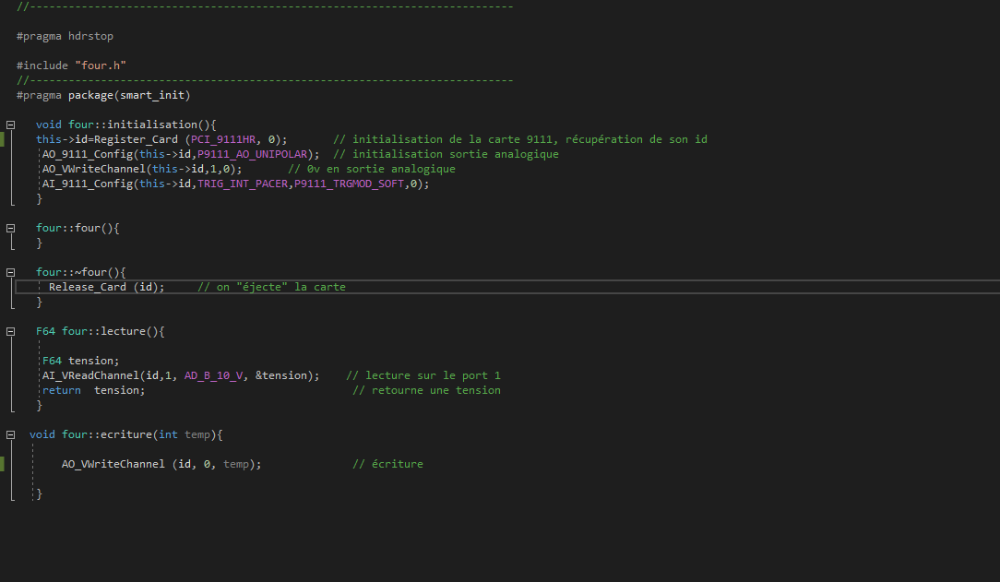 //---------------------------------------------------------------------------
#pragma hdrstop
#include "four.h"
//---------------------------------------------------------------------------
#pragma package(smart_init)
void four::initialisation(){
this->id=Register_Card (PCI_9111HR, 0);       // initialisation de la carte 9111, récupération de son id
AO_9111_Config(this->id,P9111_AO_UNIPOLAR);  // initialisation sortie analogique
AO_VWriteChannel(this->id,1,0);       // 0v en sortie analogique
AI_9111_Config(this->id,TRIG_INT_PACER,P9111_TRGMOD_SOFT,0);
}
four::four(){
}
four::~four(){
Release_Card (id);     // on "éjecte" la carte
}
F64 four::lecture(){
F64 tension;
AI_VReadChannel(id,1, AD_B_10_V, &tension);    // lecture sur le port 1
return  tension;                                // retourne une tension
}
void four::ecriture(int temp){
AO_VWriteChannel (id, 0, temp);              // écriture
}